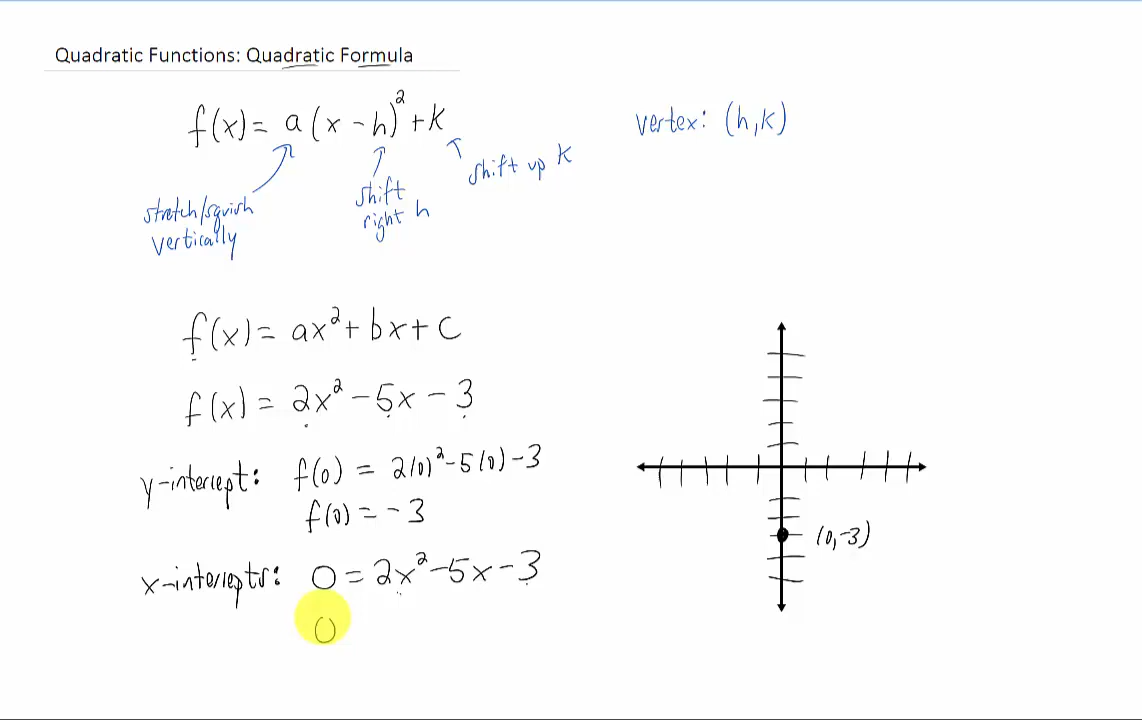 Quadratic Functions: Quadratic Formula
f(x) = a(x - h)² + k
vertex: (h, k)
shift up k
stretch/squish
vertically
shift
right h
f(x) = ax² + bx + c
f(x) = 2x² - 5x - 3
y-intercept: f(0) = 2(0)² - 5(0) - 3
f(0) = -3
(0, -3)
x-intercepts: 0 = 2x² - 5x - 3
0